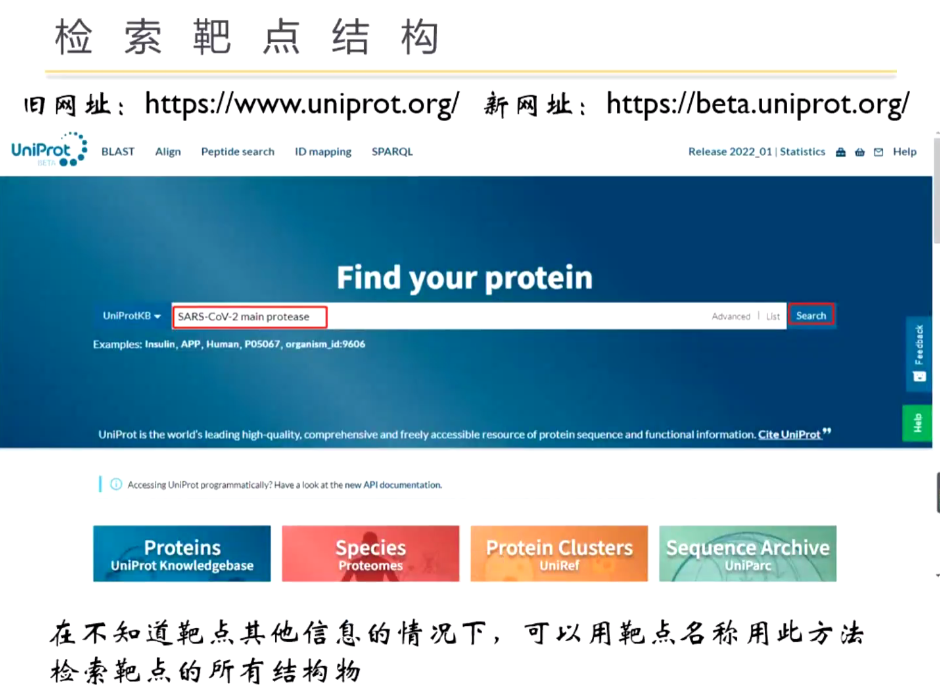 检索靶点结构
旧网址：https://www.uniprot.org/ 新网址：https://beta.uniprot.org/
UniProt BETA BLAST Align Peptide search ID mapping SPARQL Release 2022_01 | Statistics Help
Find your protein
UniProtKB SARS-CoV-2 main protease Advanced | List Search
Examples: Insulin, APP, Human, P05067, organism_id:9606
Feedback
Help
UniProt is the world's leading high-quality, comprehensive and freely accessible resource of protein sequence and functional information. Cite UniProt”
Accessing UniProt programmatically? Have a look at the new API documentation.
Proteins Species Protein Clusters Sequence Archive
UniProt Knowledgebase Proteomes UniRef UniParc
在不知道靶点其他信息的情况下，可以用靶点名称用此方法
检索靶点的所有结构物